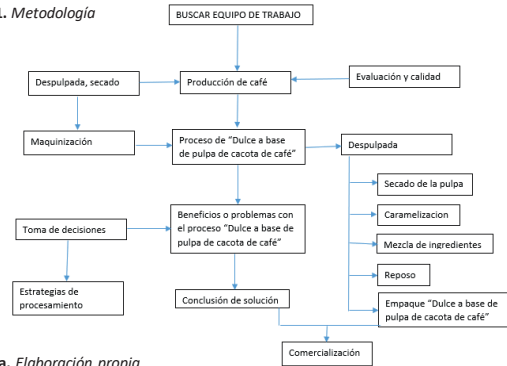 1. Metodología
BUSCAR EQUIPO DE TRABAJO
Despulpada, secado
Producción de café
Evaluación y calidad
Maquinización
Proceso de “Dulce a base
de pulpa de cacota de café”
Despulpada
Secado de la pulpa
Caramelizacion
Mezcla de ingredientes
Reposo
Empaque “Dulce a base de
pulpa de cacota de café”
Toma de decisiones
Beneficios o problemas con
el proceso “Dulce a base de
pulpa de cacota de café”
Estrategias de
procesamiento
Conclusión de solución
Comercialización
a. Elaboración propia